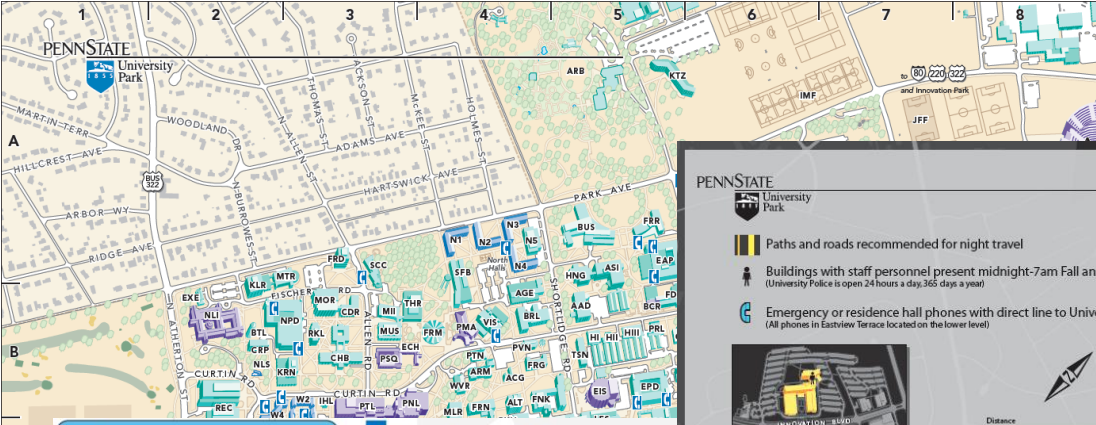 1 2 3 4 5 6 7 8
PENNSTATE
University
Park
1855
ARB
KTZ
IMF
to 80 220 322
and Innovation Park
JFF
A
MARTIN TERR
WOODLAND DR
THOMAS ST
N. ALLEN ST
JACKSON ST
McKEE ST
HOLMES ST
ADAMS AVE
HILLCREST AVE
HARTSWICK AVE
BUS
322
N. BURROWES ST
ARBOR WY
RIDGE AVE
PARK AVE
PENNSTATE
University
Park
Paths and roads recommended for night travel
Buildings with staff personnel present midnight-7am Fall an
(University Police is open 24 hours a day, 365 days a year)
Emergency or residence hall phones with direct line to Unive
(All phones in Eastview Terrace located on the lower level)
N1 N2 N3 N5 N4
North
Halls
BUS
FRR
FRD
SCC
SFB
HNG
ASI
EAP
KLR
MTR
FISCHER RD
EXE
MOR
CDR
MII
THR
AGE
AAD
BCR
FD
SHORTLIDGE RD
NLI
NPD
RKL
MUS
FRM
PMA
VIS
BRL
HI HI HIII
PRL
B
ATHERTON ST
BTL
CRP
CHB
ALLEN RD
ECH
PSQ
PTN
PVN
FRG
TSN
NLS
KRN
CURTIN RD
ARM
ACG
WVR
EIS
EPD
REC
W2
W4
IHL
CURTIN RD
PTL
PNL
MLR
FRN
ALT
FNK
INNOVATION BLVD
N
Distance